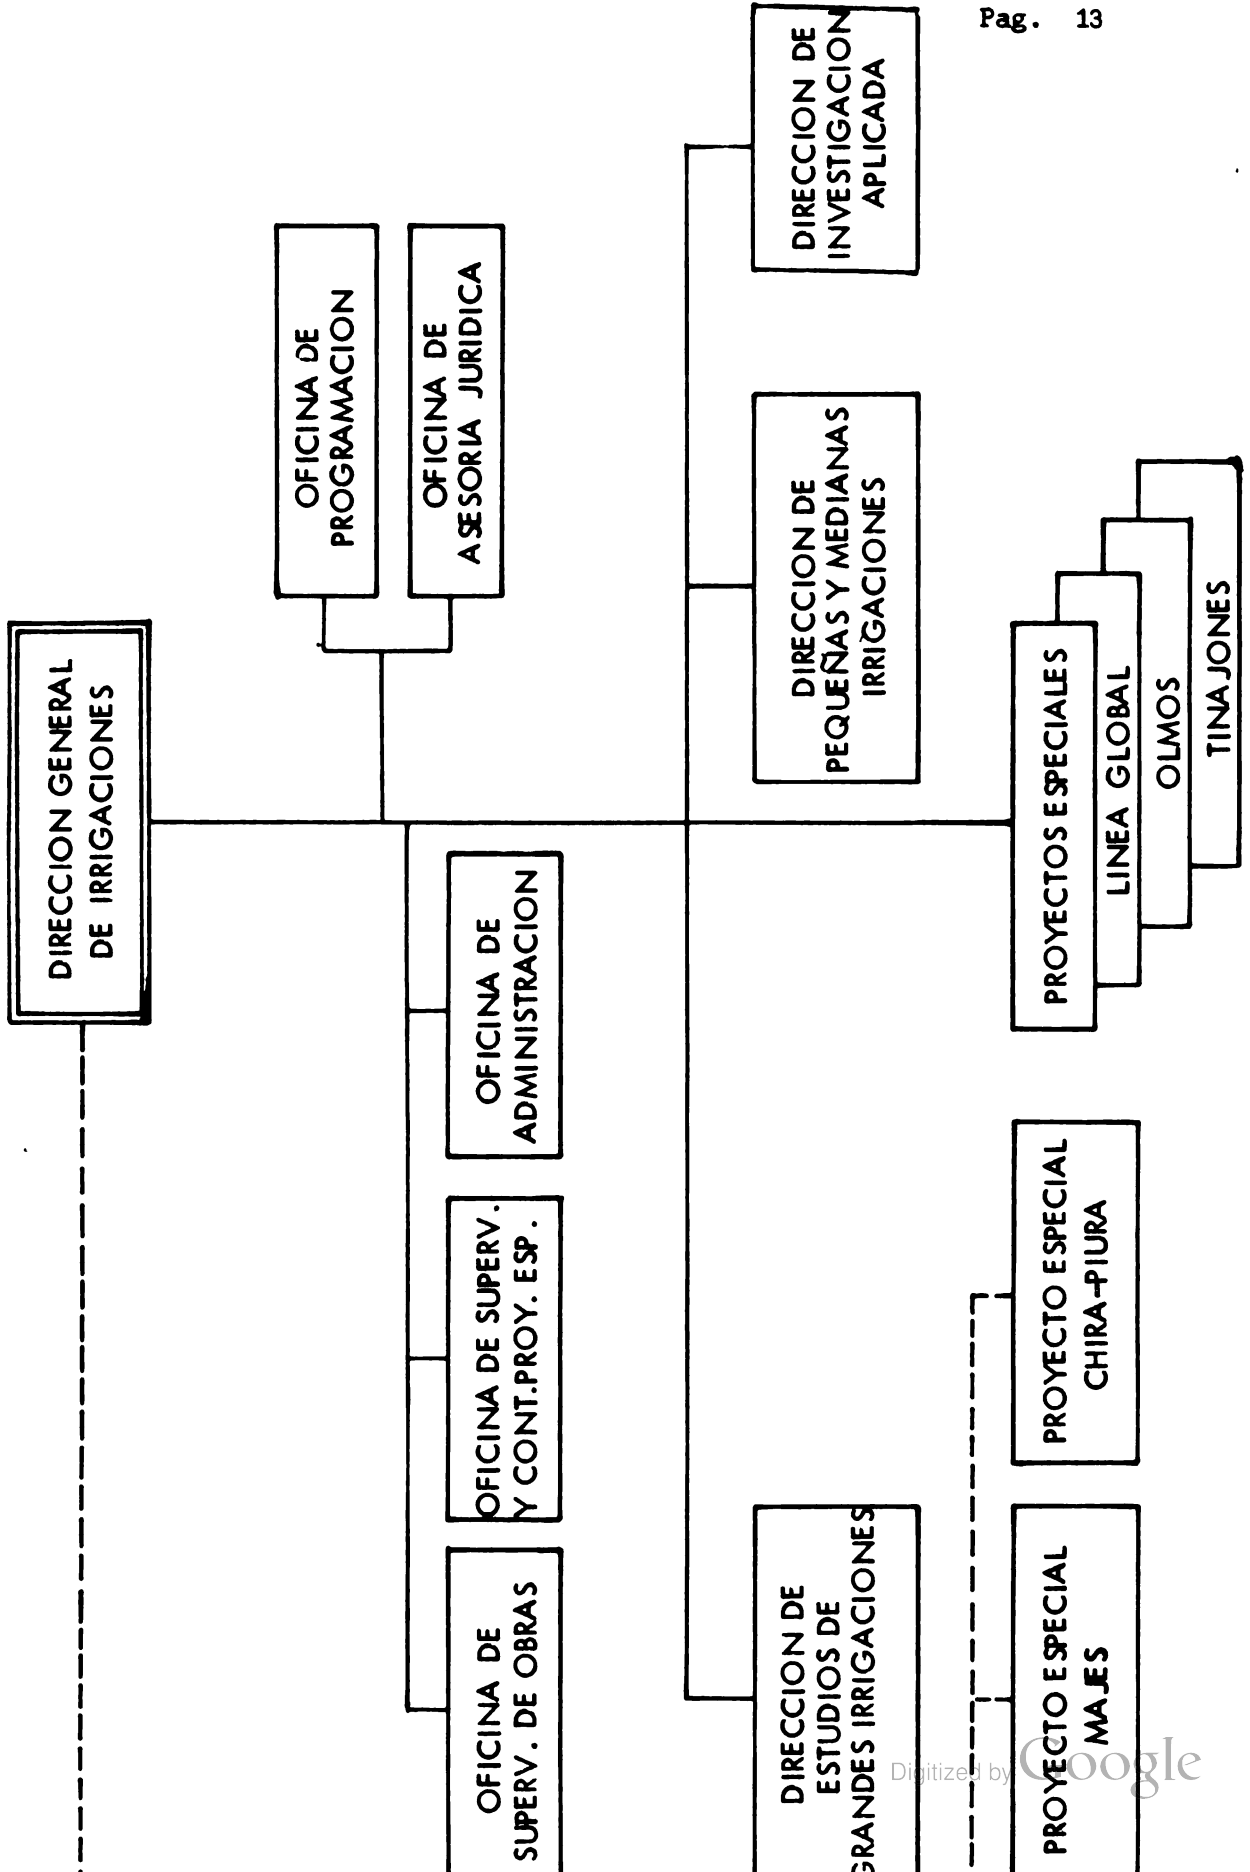 Pag. 13
DIRECCION GENERAL
DE IRRIGACIONES
OFICINA DE
PROGRAMACION
OFICINA DE
ASESORIA JURIDICA
OFICINA DE
SUPERV. DE OBRAS
OFICINA DE SUPERV.
Y CONT.PROY. ESP.
OFICINA DE
ADMINISTRACION
DIRECCION DE
ESTUDIOS DE
GRANDES IRRIGACIONES
DIRECCION DE
PEQUEÑAS Y MEDIANAS
IRRIGACIONES
DIRECCION DE
INVESTIGACION
APLICADA
PROYECTO ESPECIAL
MAJES
PROYECTO ESPECIAL
CHIRA-PIURA
PROYECTOS ESPECIALES
LINEA GLOBAL
OLMOS
TINAJONES
Digitized by Google